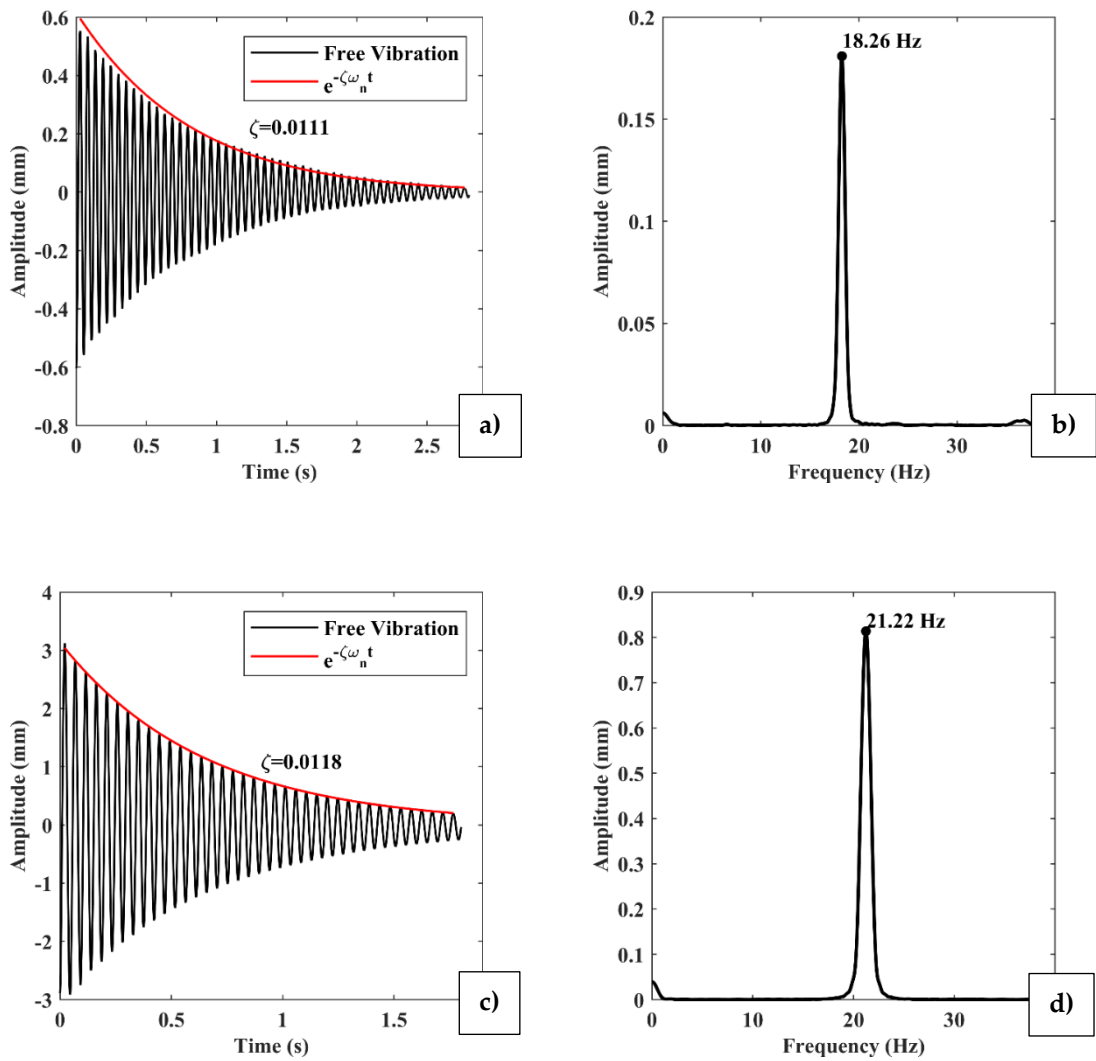 0.6
0.4
0.2
0
-0.2
-0.4
-0.6
-0.8
Amplitude (mm)
Free Vibration
e^-ζω_n t
ζ=0.0111
0 0.5 1 1.5 2 2.5
Time (s)
a)
0.2
0.15
0.1
0.05
0
Amplitude (mm)
18.26 Hz
0 10 20 30
Frequency (Hz)
b)
4
3
2
1
0
-1
-2
-3
Amplitude (mm)
Free Vibration
e^-ζω_n t
ζ=0.0118
0 0.5 1 1.5
Time (s)
c)
0.9
0.8
0.7
0.6
0.5
0.4
0.3
0.2
0.1
0
Amplitude (mm)
21.22 Hz
0 10 20 30
Frequency (Hz)
d)